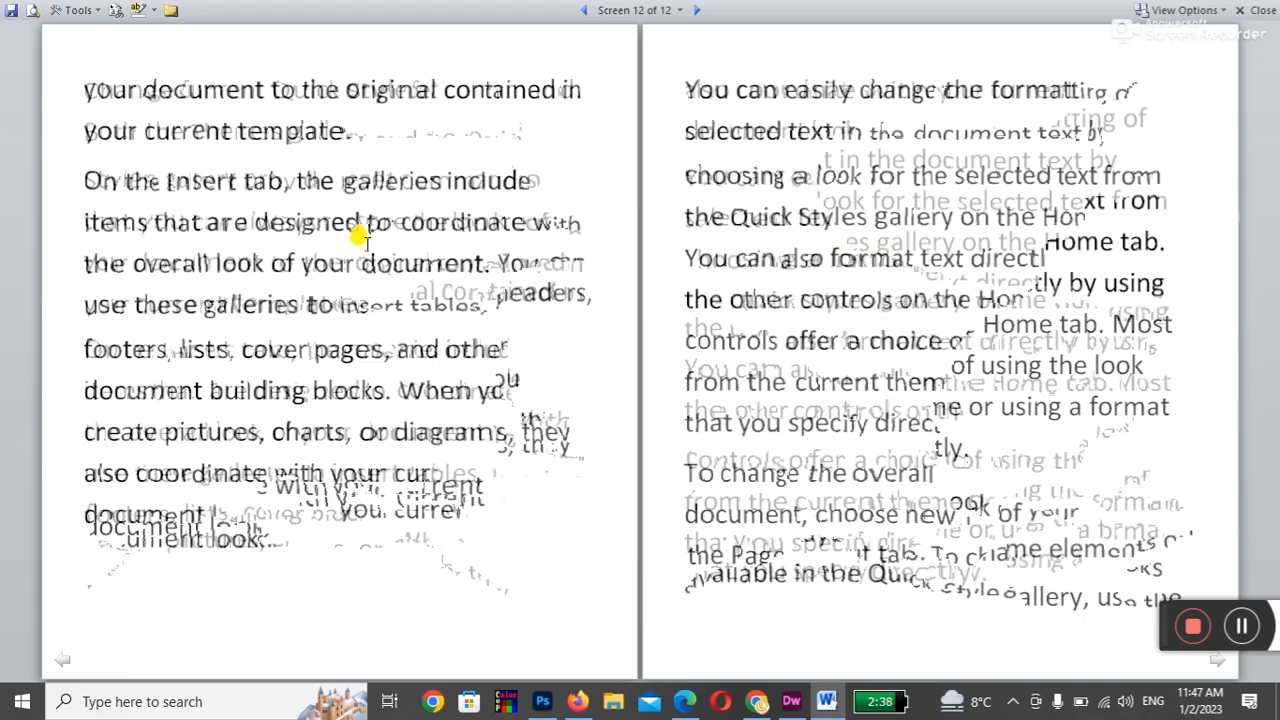 Tools
Screen 12 of 12
View Options
Close
Apowersoft
Screen Recorder
your document to the original contained in
your current template.
On the Insert tab, the galleries include
items that are designed to coordinate with
the overall look of your document. You can
use these galleries to insert tables, headers,
footers, lists, cover pages, and other
document building blocks. When you
create pictures, charts, or diagrams, they
also coordinate with your current
document look.
You can easily change the formatting of
selected text in the document text by
choosing a look for the selected text from
the Quick Styles gallery on the Home tab.
You can also format text directly by using
the other controls on the Home tab. Most
controls offer a choice of using the look
from the current theme or using a format
that you specify directly.
To change the overall look of your
document, choose new elements on
the Page tab. To
available in the Quick Style gallery, use the
Type here to search
2:38
8°C
ENG
11:47 AM
1/2/2023